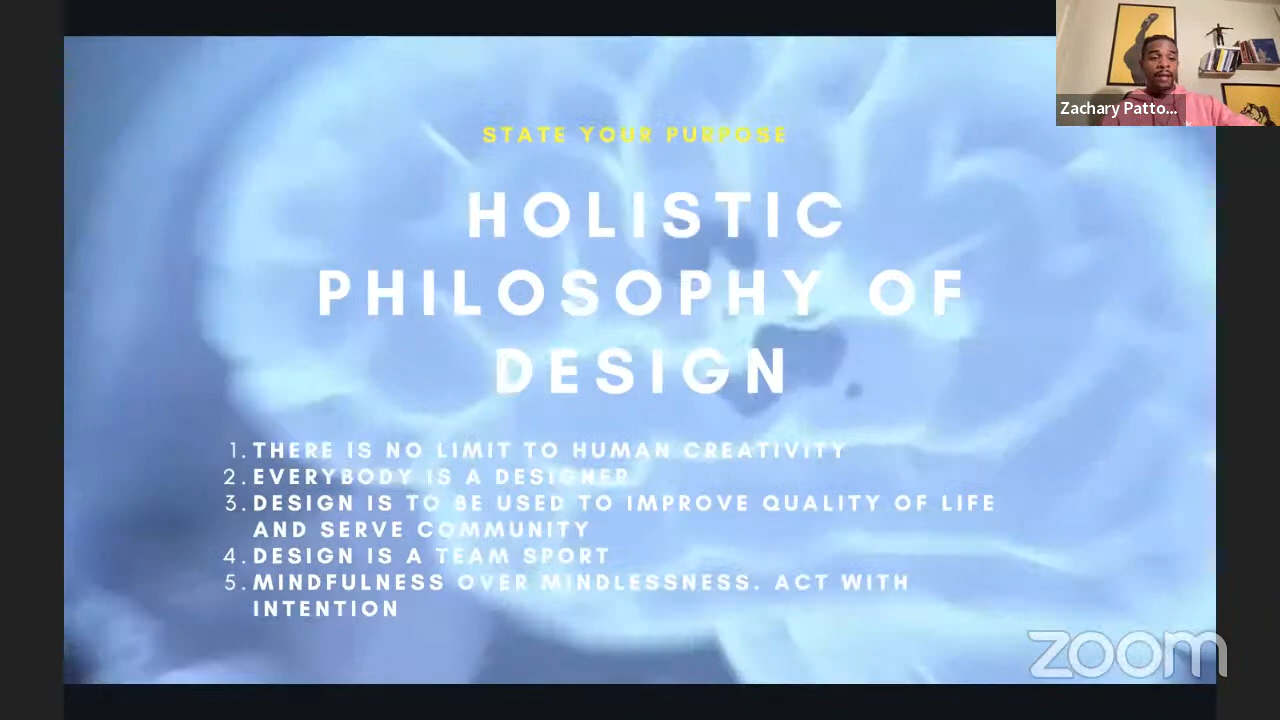 STATE YOUR PURPOSE
HOLISTIC
PHILOSOPHY OF
DESIGN
1. THERE IS NO LIMIT TO HUMAN CREATIVITY
2. EVERYBODY IS A DESIGNER
3. DESIGN IS TO BE USED TO IMPROVE QUALITY OF LIFE
AND SERVE COMMUNITY
4. DESIGN IS A TEAM SPORT
5. MINDFULNESS OVER MINDLESSNESS. ACT WITH
INTENTION
Zachary Patto...
zoom